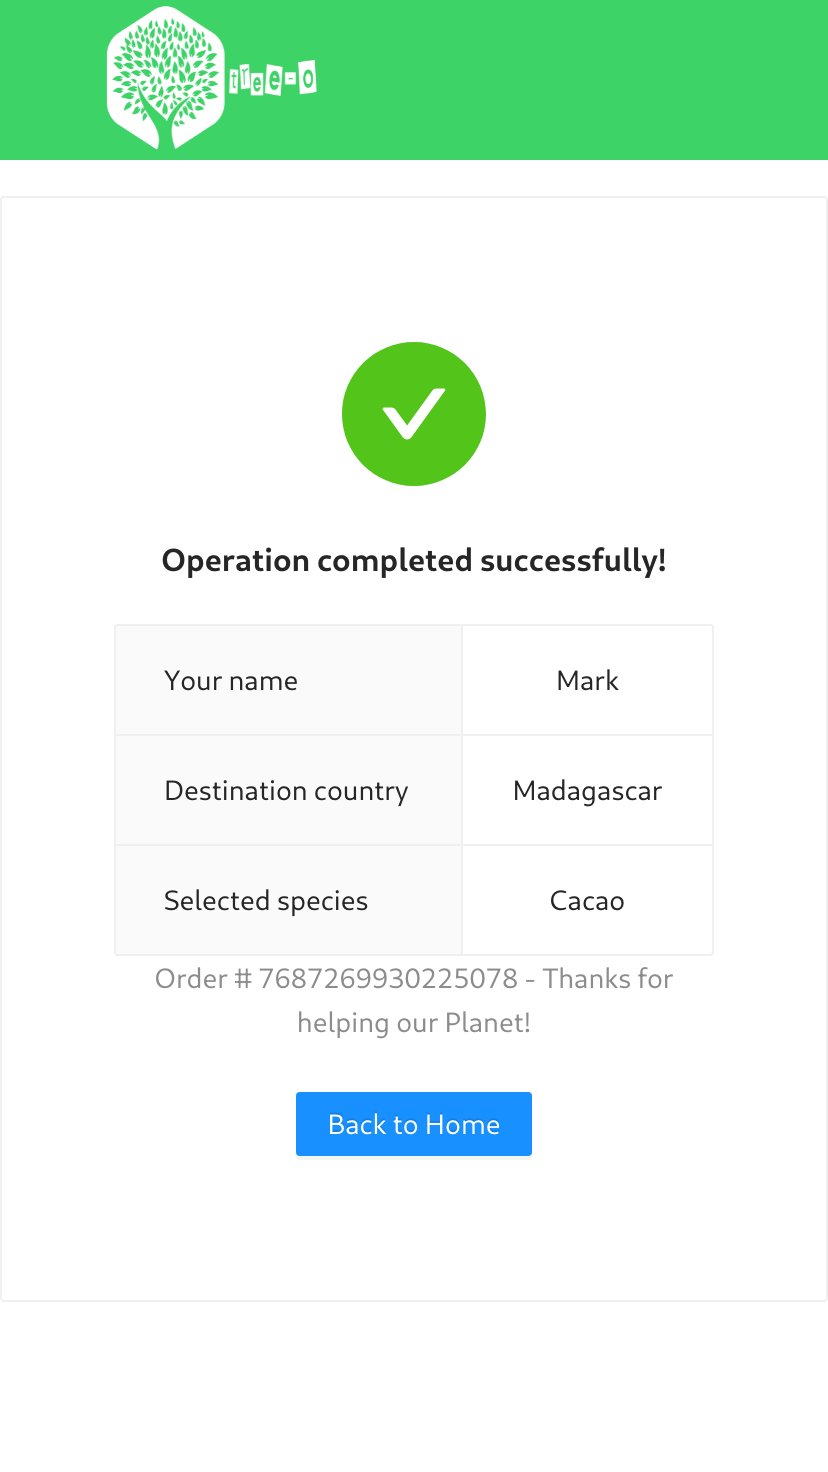 tree-o
Operation completed successfully!
Your name
Mark
Destination country
Madagascar
Selected species
Cacao
Order # 7687269930225078 - Thanks for
helping our Planet!
Back to Home